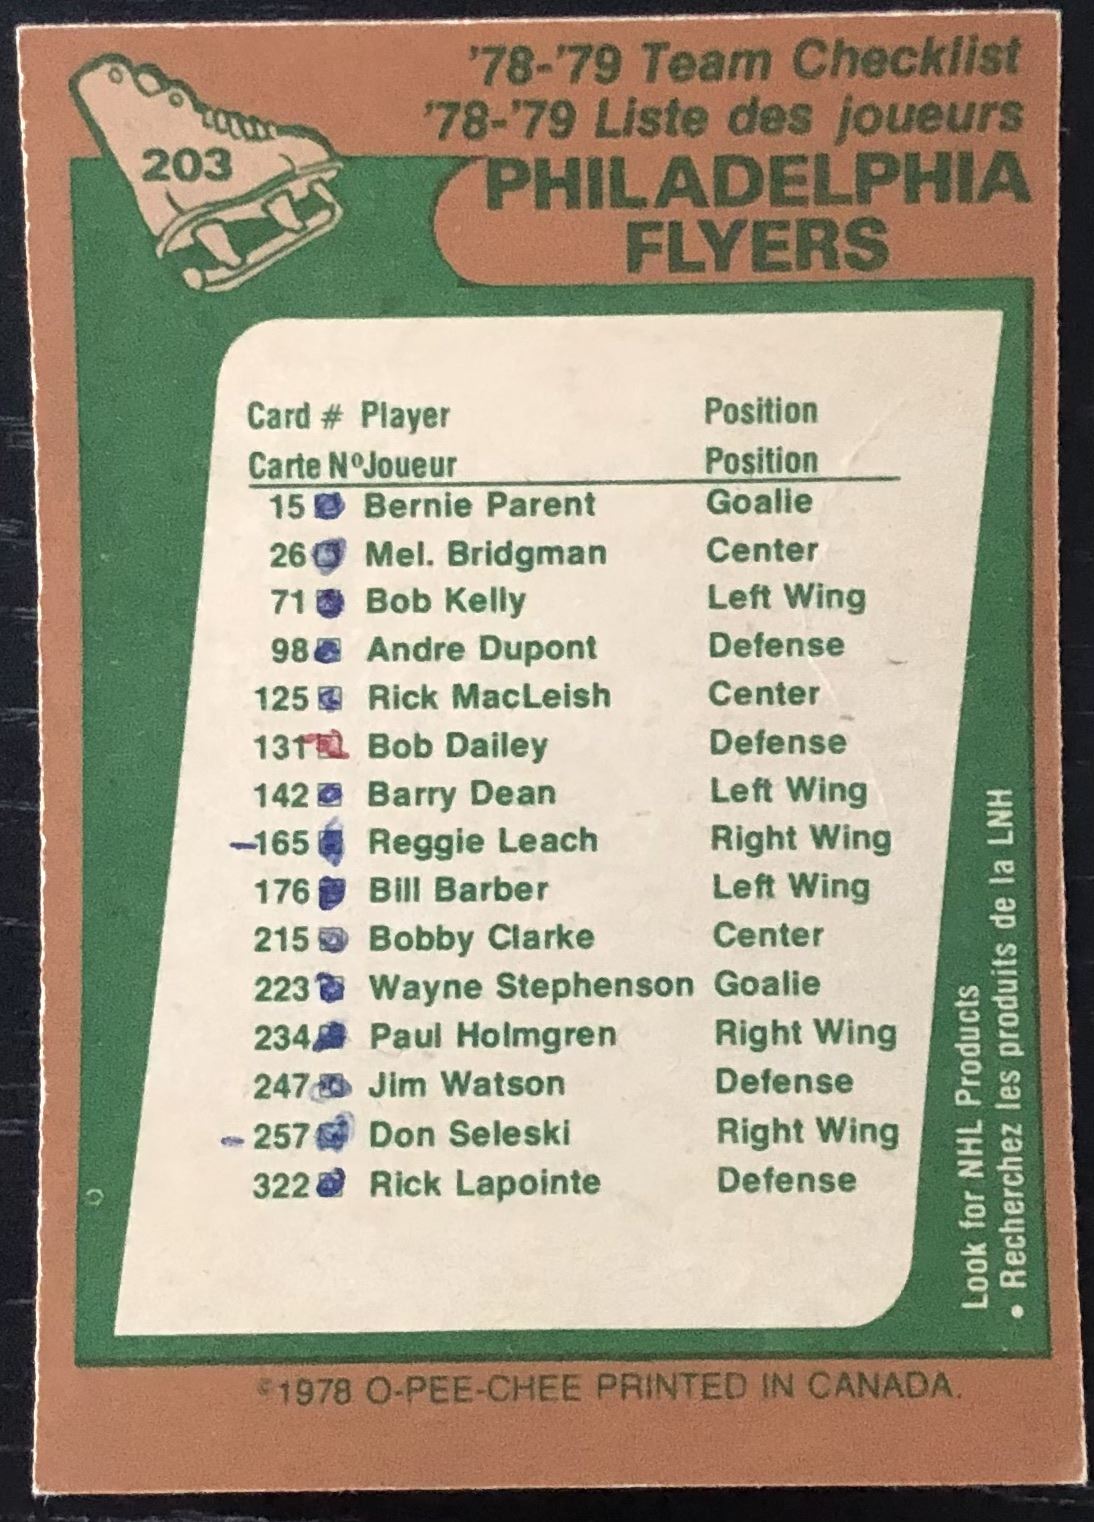 '78-'79 Team Checklist
'78-'79 Liste des joueurs
203
PHILADELPHIA
FLYERS
Card # Player Position
Carte Nº Joueur Position
15 Bernie Parent Goalie
26 Mel. Bridgman Center
71 Bob Kelly Left Wing
98 Andre Dupont Defense
125 Rick MacLeish Center
131 Bob Dailey Defense
142 Barry Dean Left Wing
165 Reggie Leach Right Wing
176 Bill Barber Left Wing
215 Bobby Clarke Center
223 Wayne Stephenson Goalie
234 Paul Holmgren Right Wing
247 Jim Watson Defense
257 Don Seleski Right Wing
322 Rick Lapointe Defense
Look for NHL Products
• Recherchez les produits de la LNH
©1978 O-PEE-CHEE PRINTED IN CANADA.